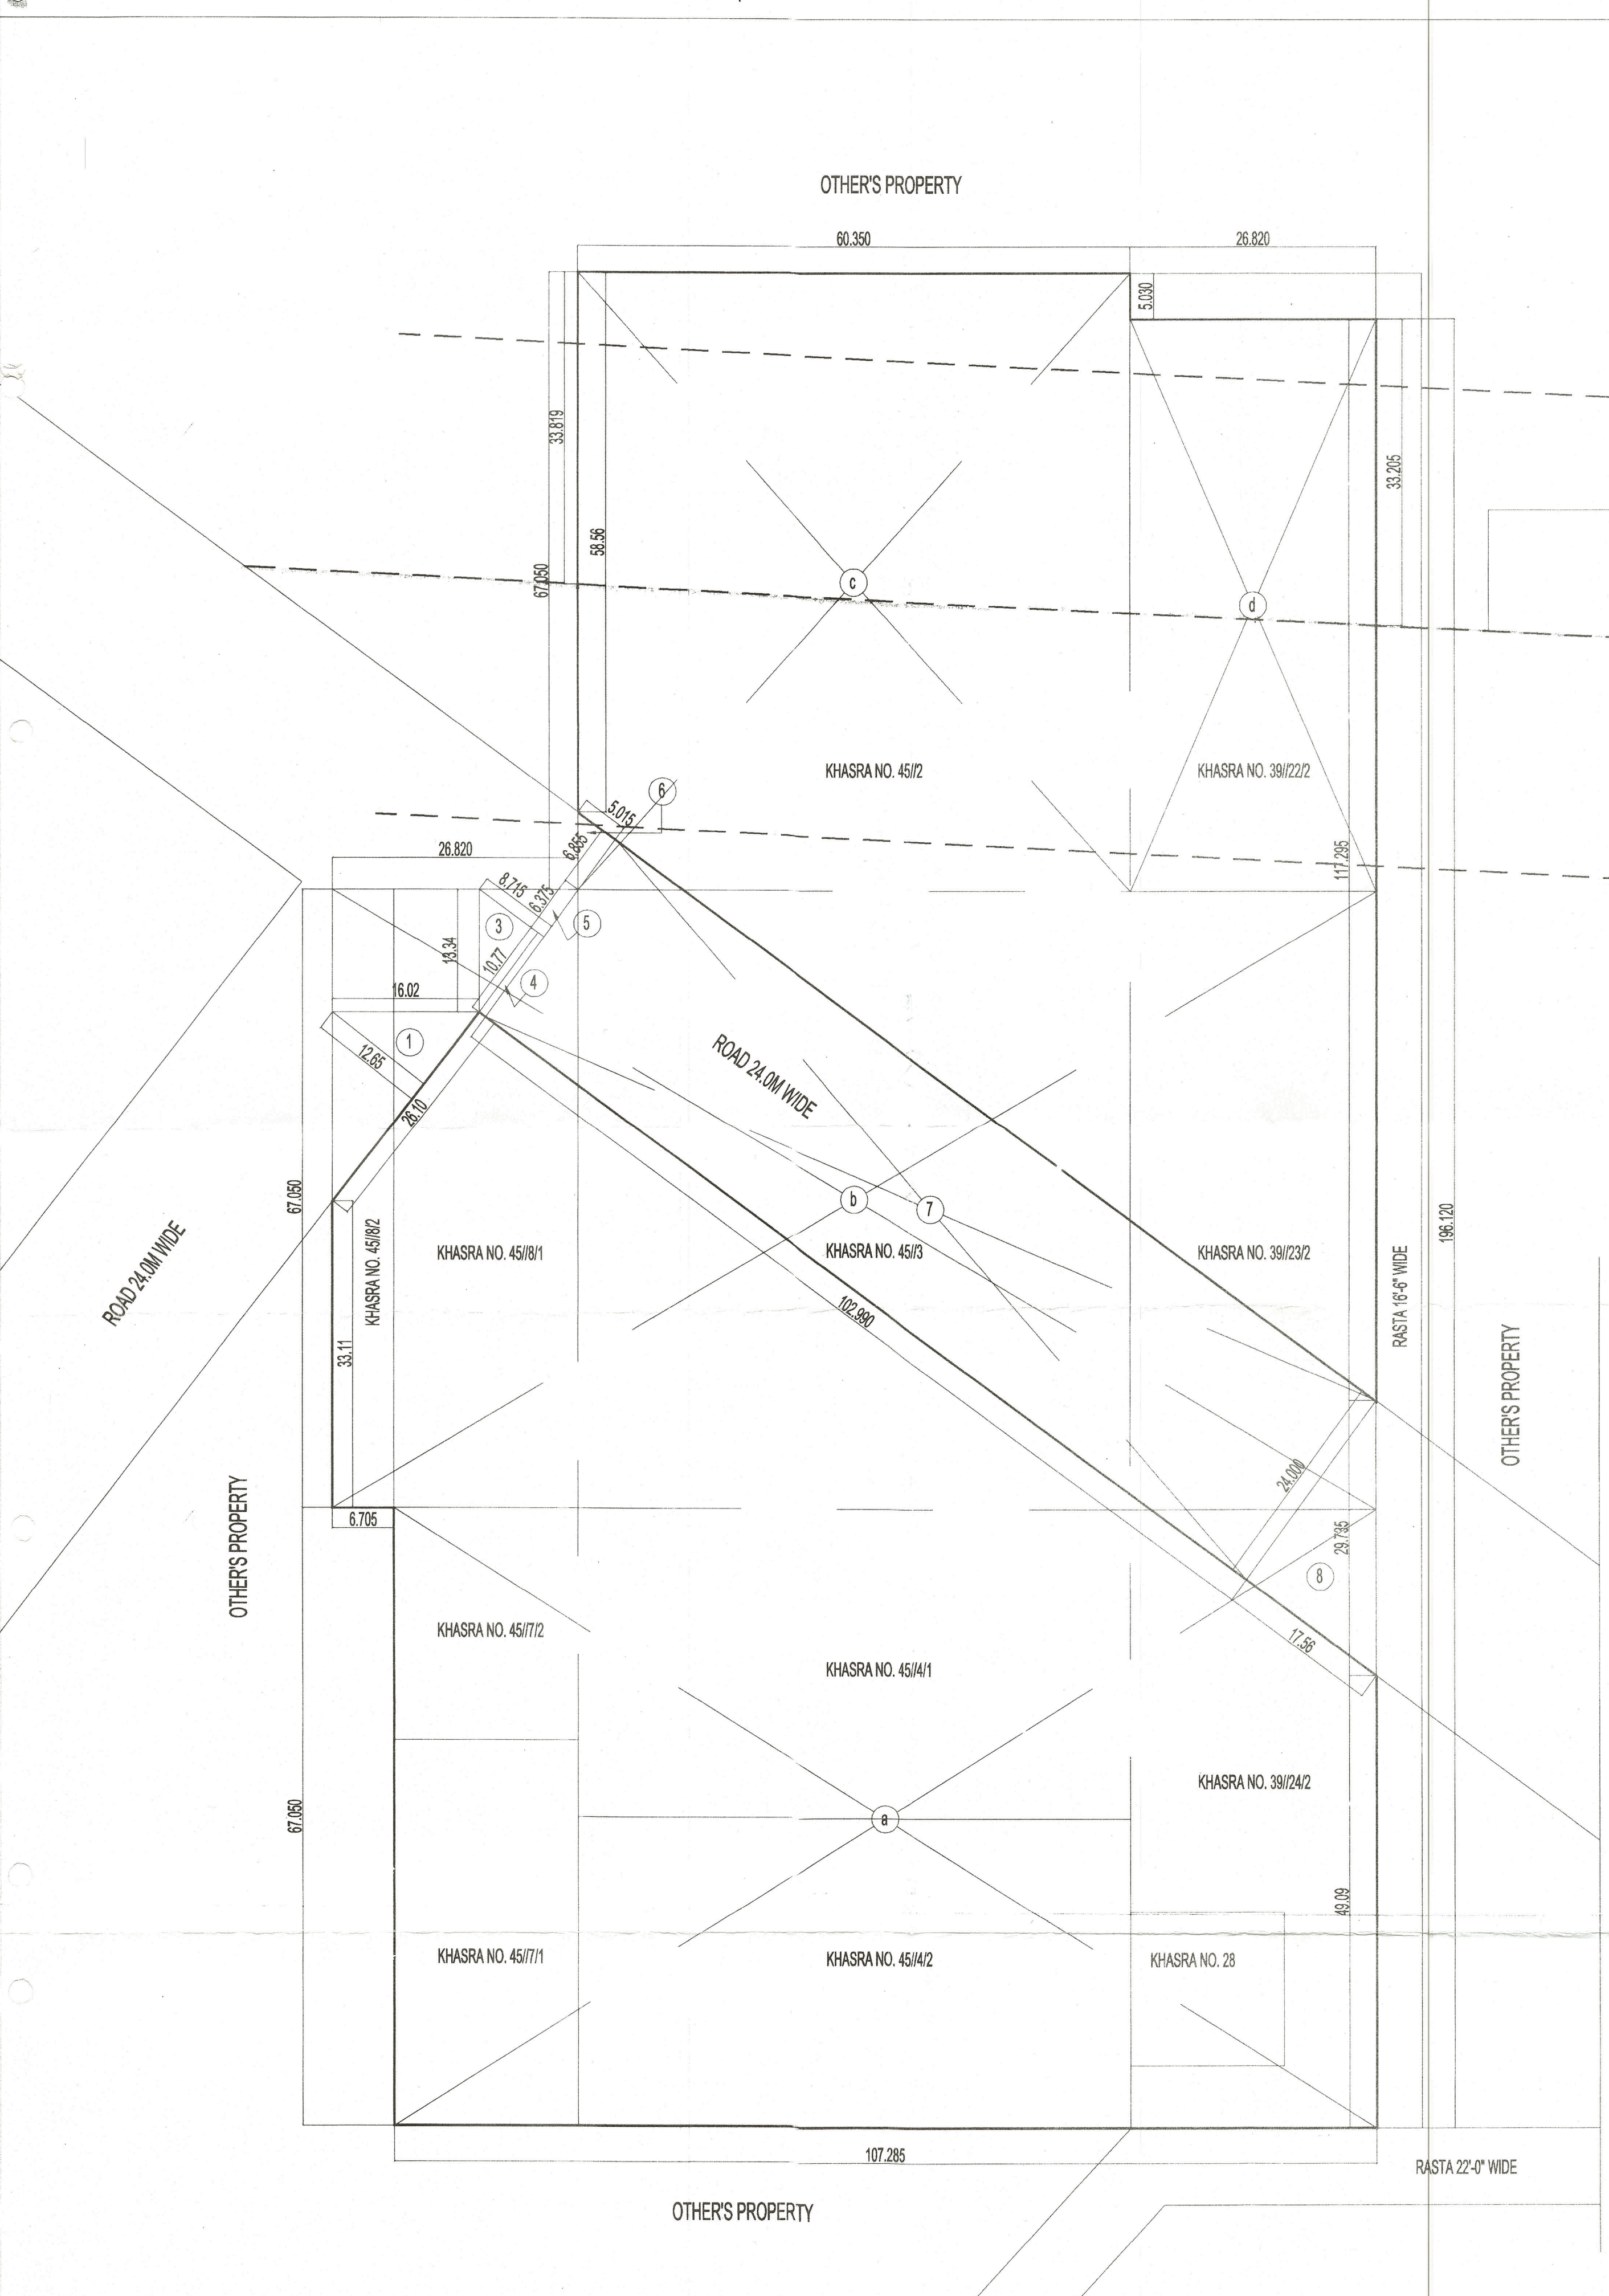 OTHER'S PROPERTY
60.350
26.820
5.030
33.819
33.205
58.56
67.050
c
d
KHASRA NO. 45//2
KHASRA NO. 39//22/2
6
5.015
6.855
26.820
117.295
8.715
6.375
3
5
13.34
10.77
4
16.02
1
12.65
ROAD 24.0M WIDE
26.10
67.050
b
7
196.120
KHASRA NO. 45//8/2
KHASRA NO. 45//8/1
KHASRA NO. 45//3
KHASRA NO. 39//23/2
ROAD 24.0M WIDE
RASTA 16'-6" WIDE
102.990
33.11
OTHER'S PROPERTY
24.000
6.705
29.735
OTHER'S PROPERTY
8
KHASRA NO. 45//7/2
17.56
KHASRA NO. 45//4/1
KHASRA NO. 39//24/2
67.050
a
49.09
KHASRA NO. 45//7/1
KHASRA NO. 45//4/2
KHASRA NO. 28
107.285
RASTA 22'-0" WIDE
OTHER'S PROPERTY